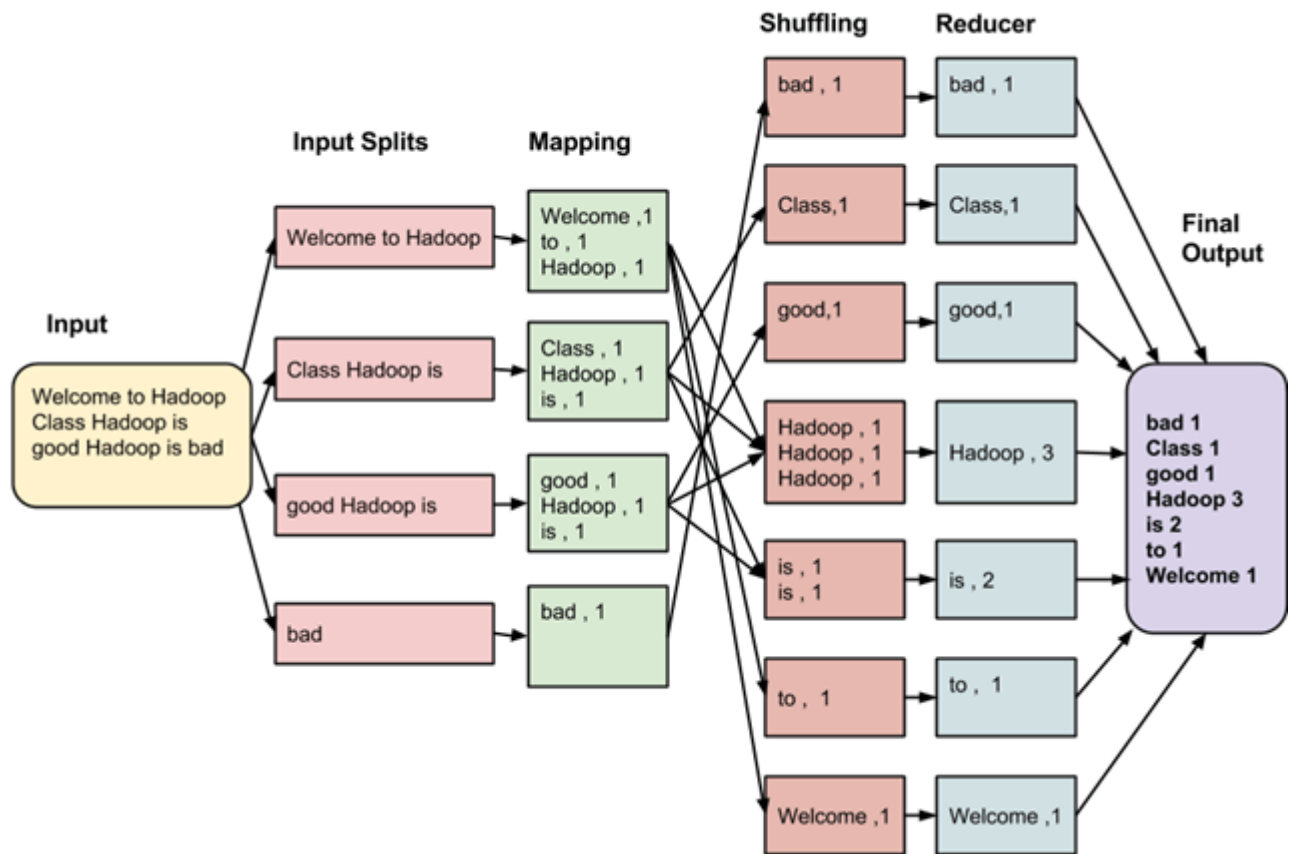 Input
Welcome to Hadoop
Class Hadoop is
good Hadoop is bad
Input Splits
Welcome to Hadoop
Class Hadoop is
good Hadoop is
bad
Mapping
Welcome ,1
to , 1
Hadoop , 1
Class , 1
Hadoop , 1
is , 1
good , 1
Hadoop , 1
is , 1
bad , 1
Shuffling
bad , 1
Class,1
good,1
Hadoop , 1
Hadoop , 1
Hadoop , 1
is , 1
is , 1
to , 1
Welcome ,1
Reducer
bad , 1
Class,1
good,1
Hadoop , 3
is , 2
to , 1
Welcome ,1
Final
Output
bad 1
Class 1
good 1
Hadoop 3
is 2
to 1
Welcome 1